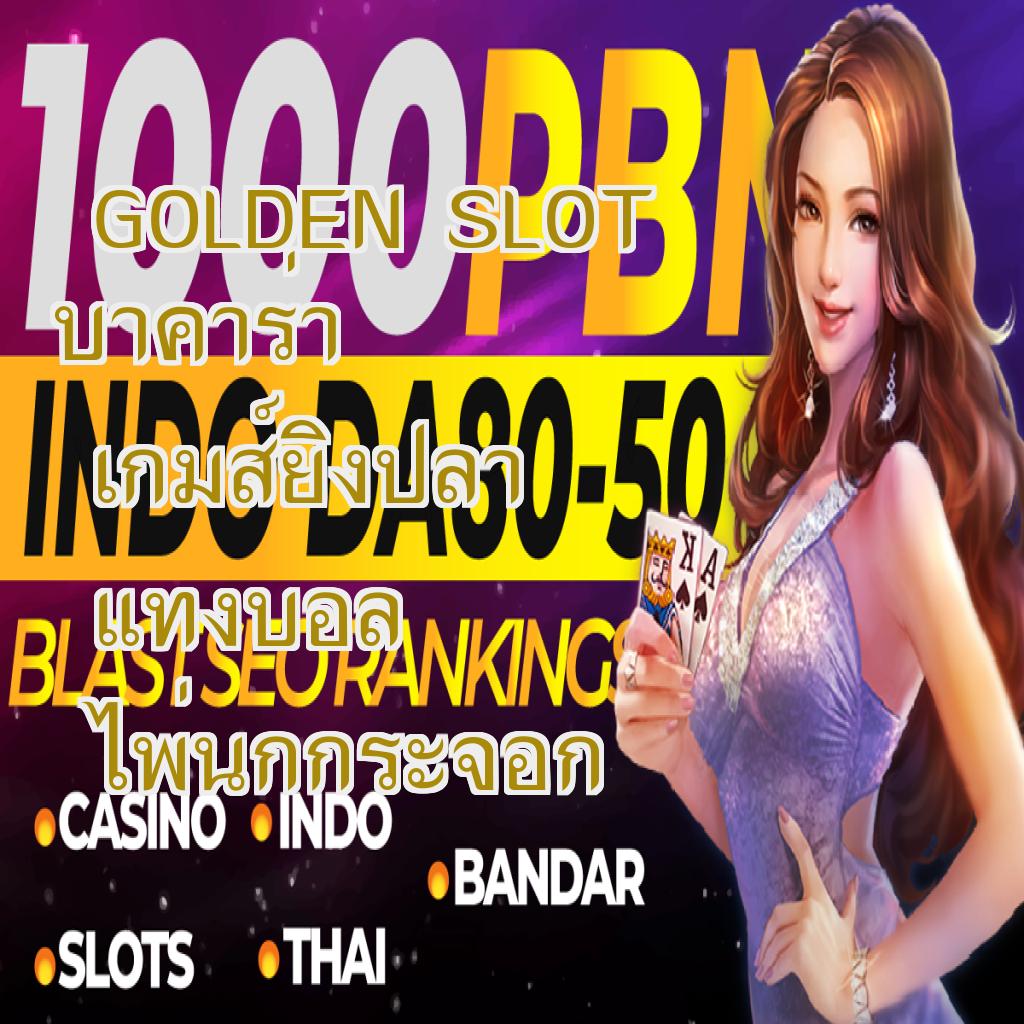 1000PBN
GOLDEN SLOT
บาคาร่า
INDO DA80-50
เกมส์ยิงปลา
BLAST SEO RANKINGS
แทงบอล
ไพ่นกกระจอก
CASINO
INDO
BANDAR
SLOTS
THAI
K
A